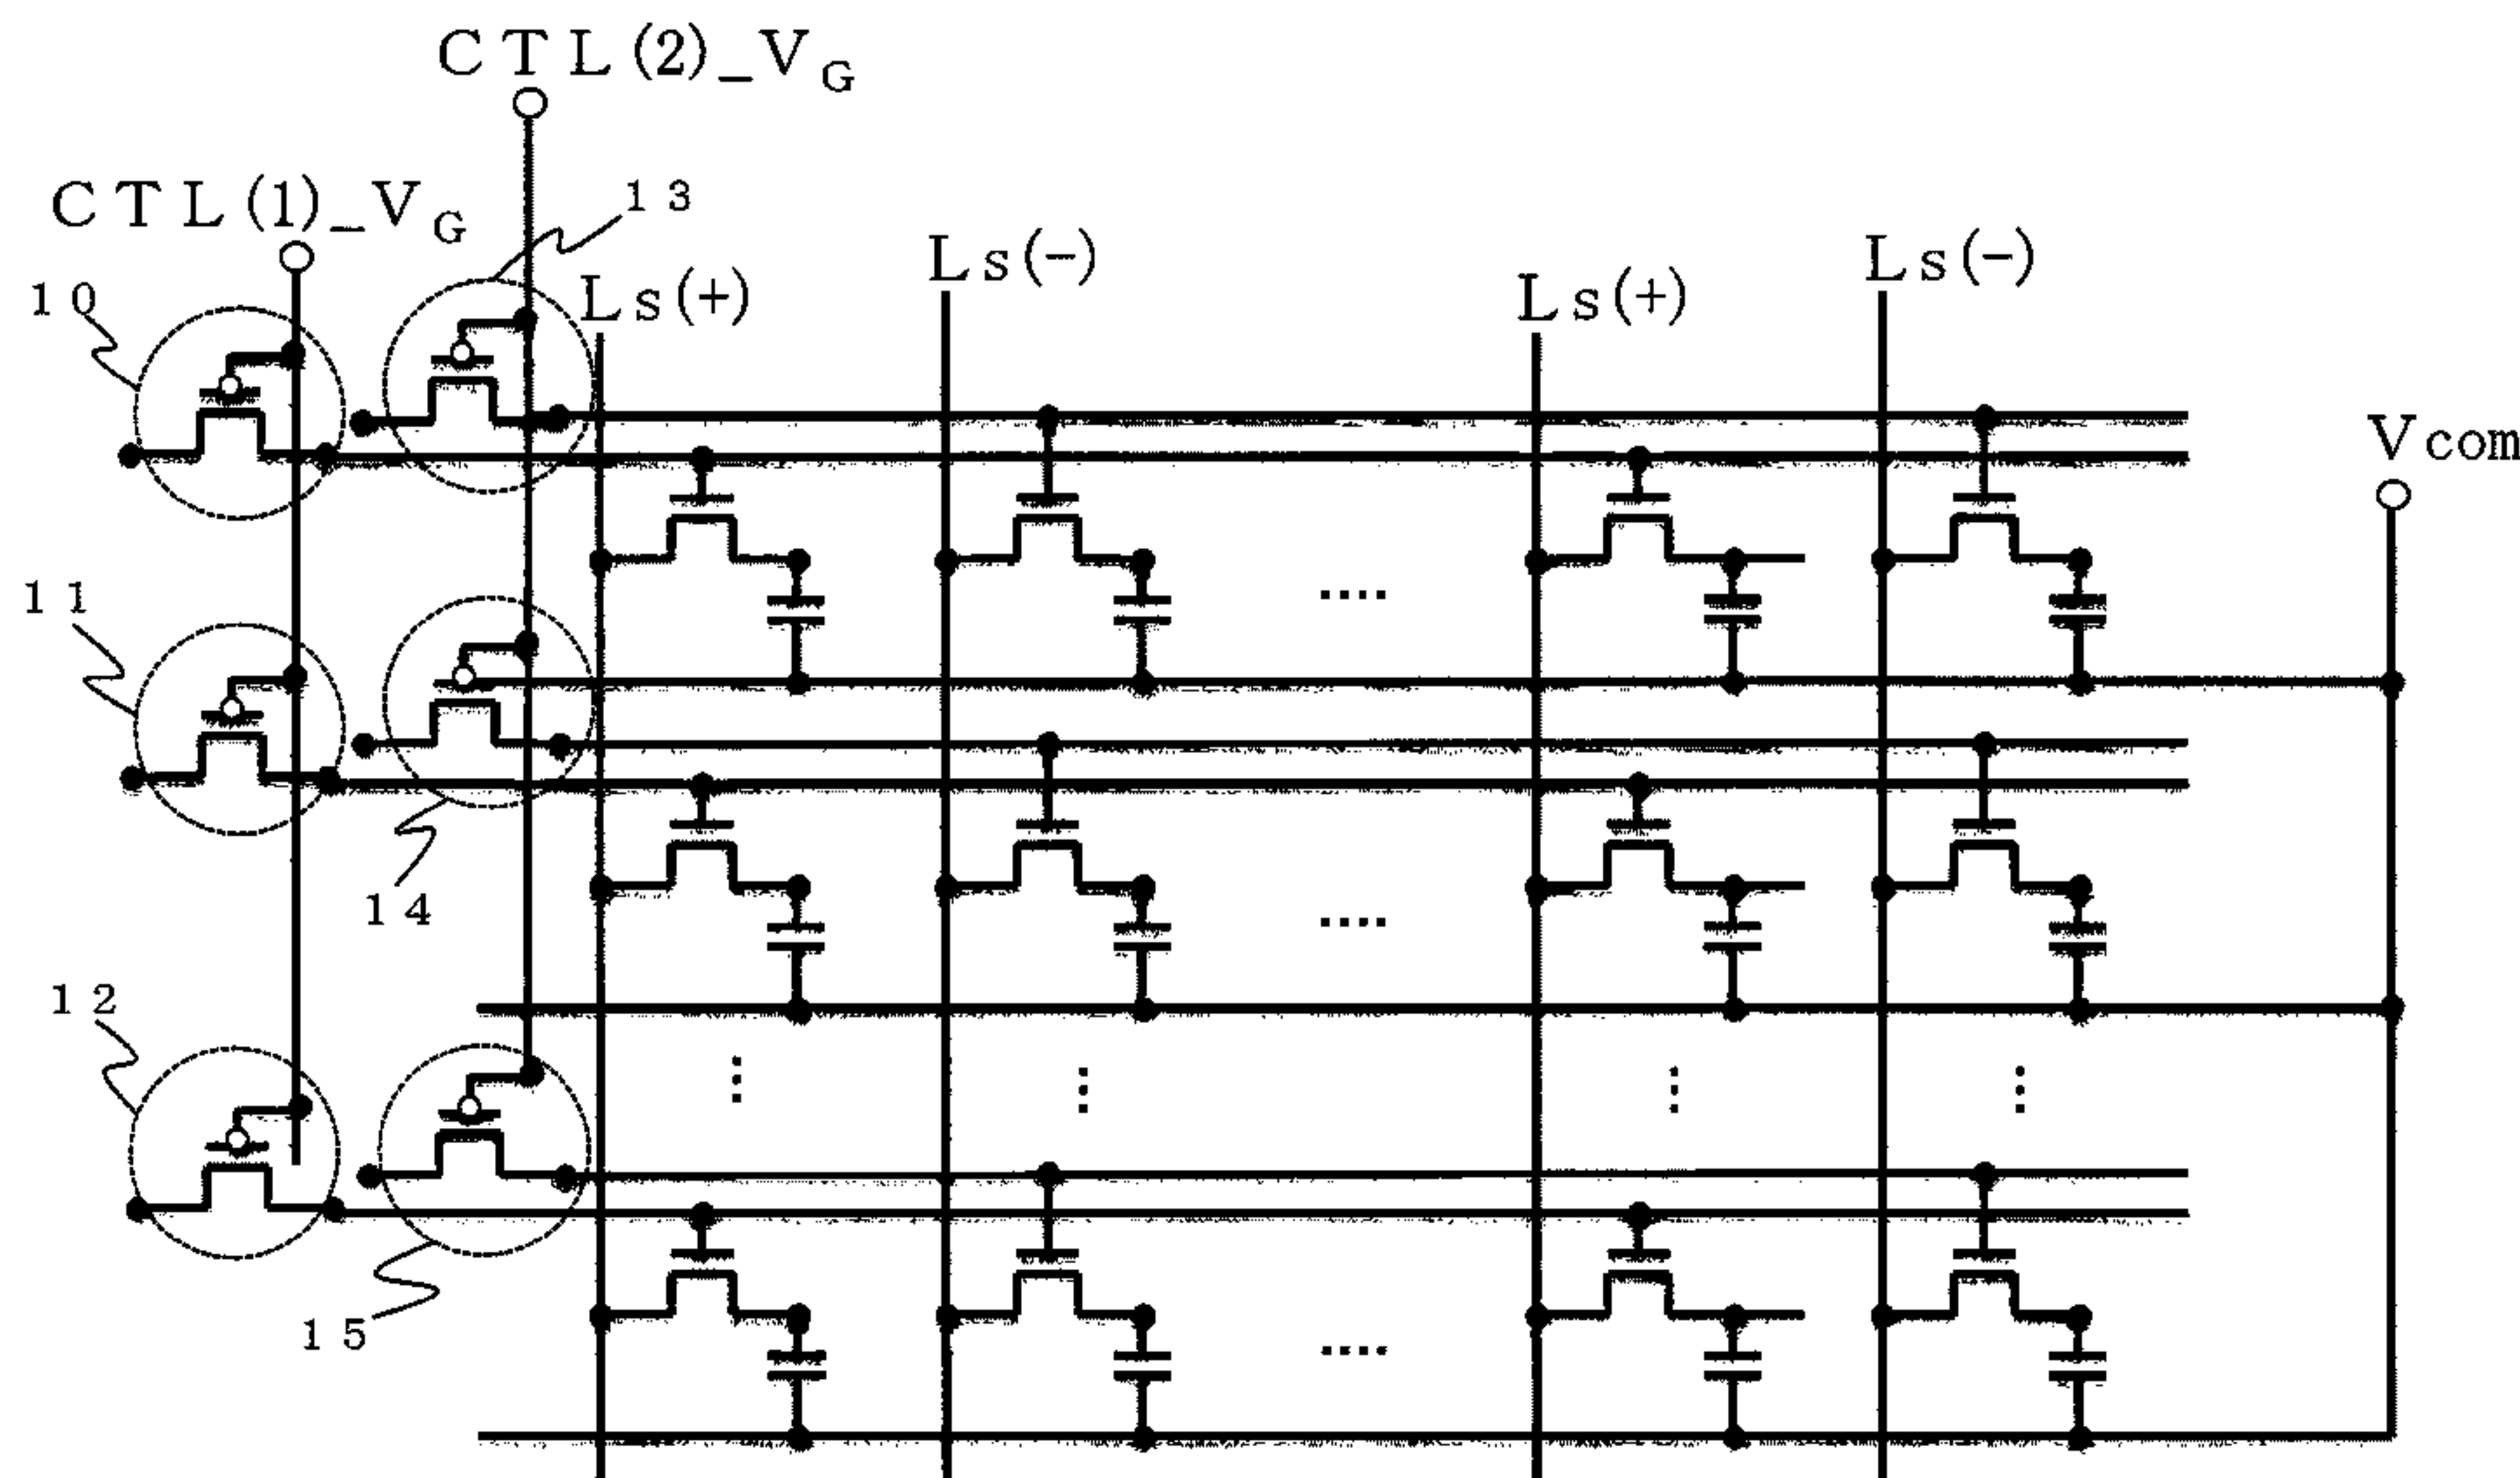 CTL(2)_VG
CTL(1)_VG
13
10
Ls(+)
Ls(-)
Ls(+)
Ls(-)
Vcom
11
14
12
15